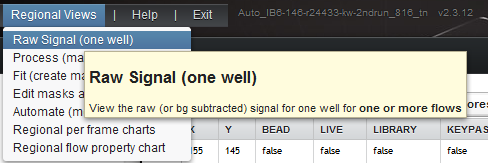 Regional Views | Help | Exit Auto_IB6-146-r24433-kw-2ndrun_816_tn v2.3.12
Raw Signal (one well)
Process (ma
Fit (create ma
Edit masks a
Automate (m
Regional per frame charts
Regional flow property chart
Raw Signal (one well)
View the raw (or bg subtracted) signal for one well for one or more flows
ores
X Y BEAD LIVE LIBRARY KEYPAS
55 145 false false false false